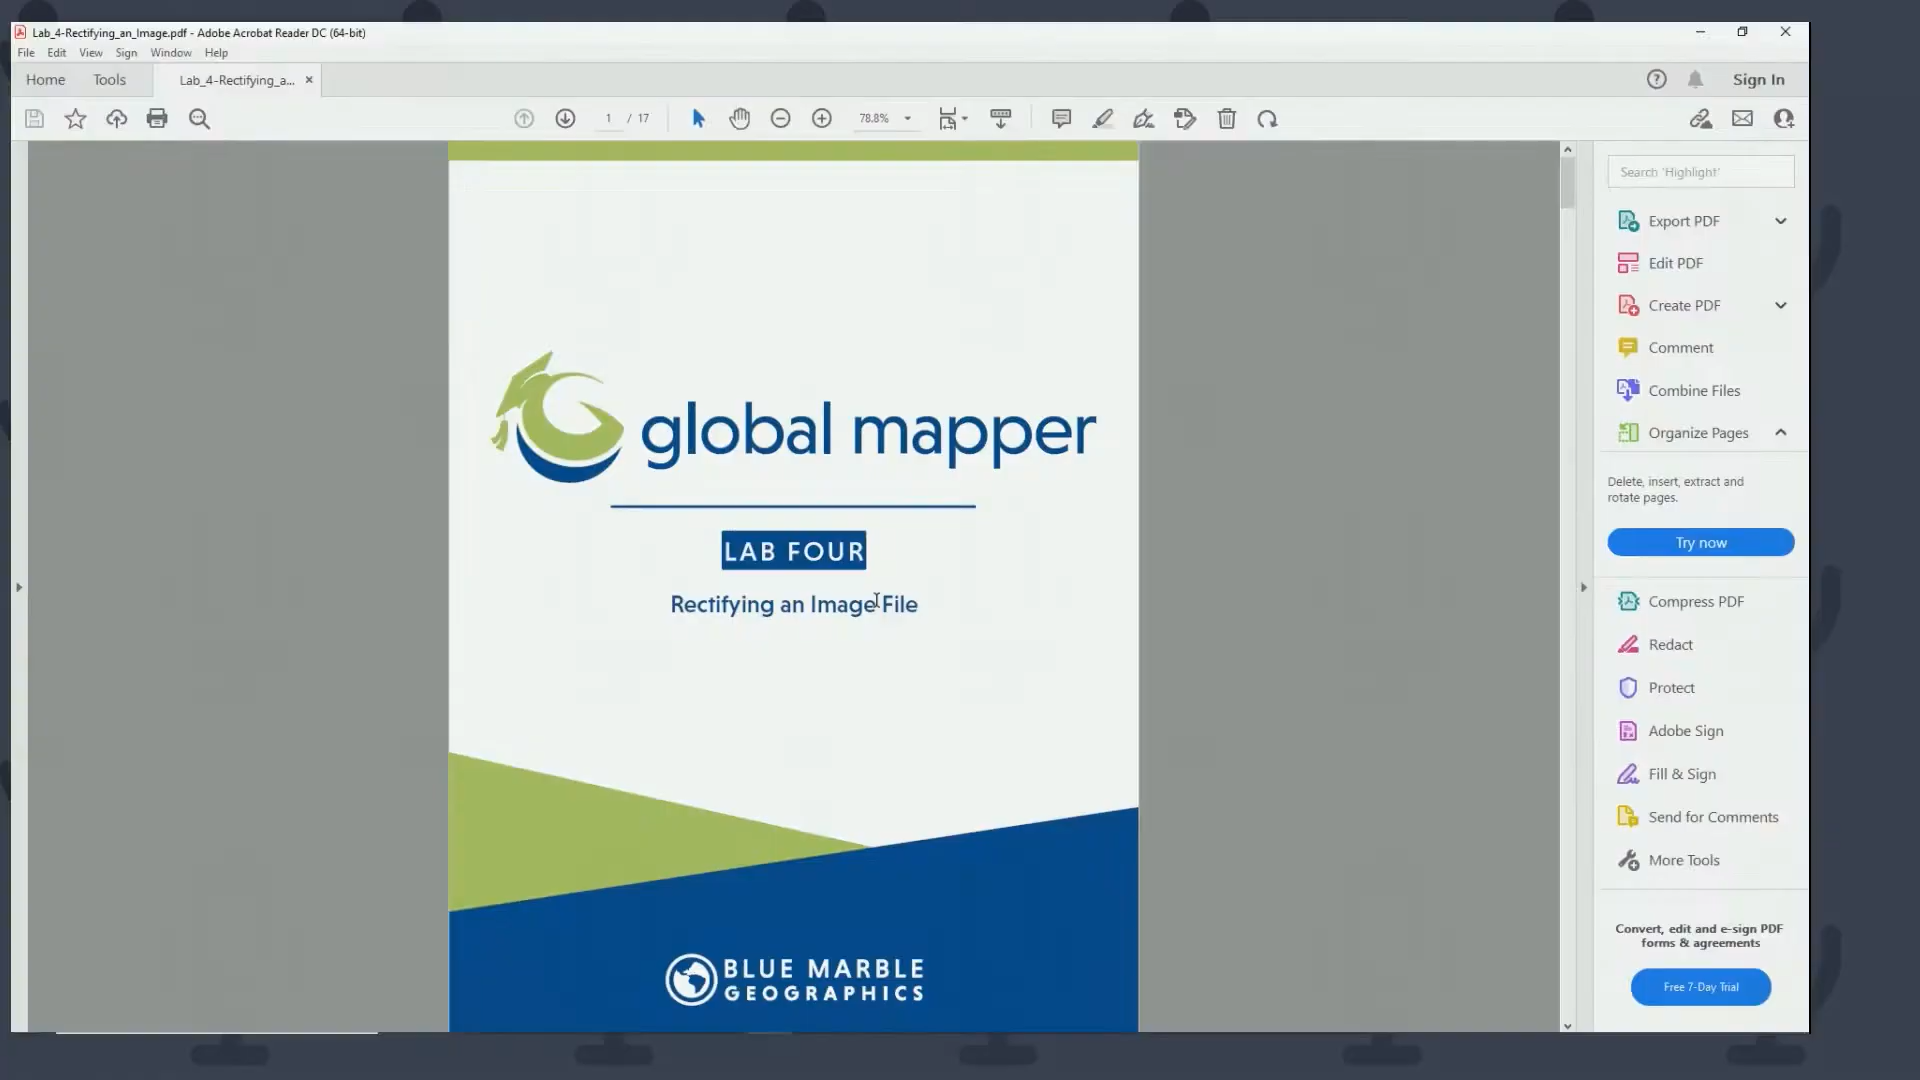 Lab_4-Rectifying_an_Image.pdf - Adobe Acrobat Reader DC (64-bit)
File Edit View Sign Window Help
Home Tools Lab_4-Rectifying_a... × Sign In
1 / 17 78.8%
Search 'Highlight'
Export PDF
Edit PDF
Create PDF
Comment
Combine Files
Organize Pages
Delete, insert, extract and
rotate pages.
Try now
Compress PDF
Redact
Protect
Adobe Sign
Fill & Sign
Send for Comments
More Tools
Convert, edit and e-sign PDF
forms & agreements
Free 7-Day Trial
global mapper
LAB FOUR
Rectifying an Image File
BLUE MARBLE
GEOGRAPHICS